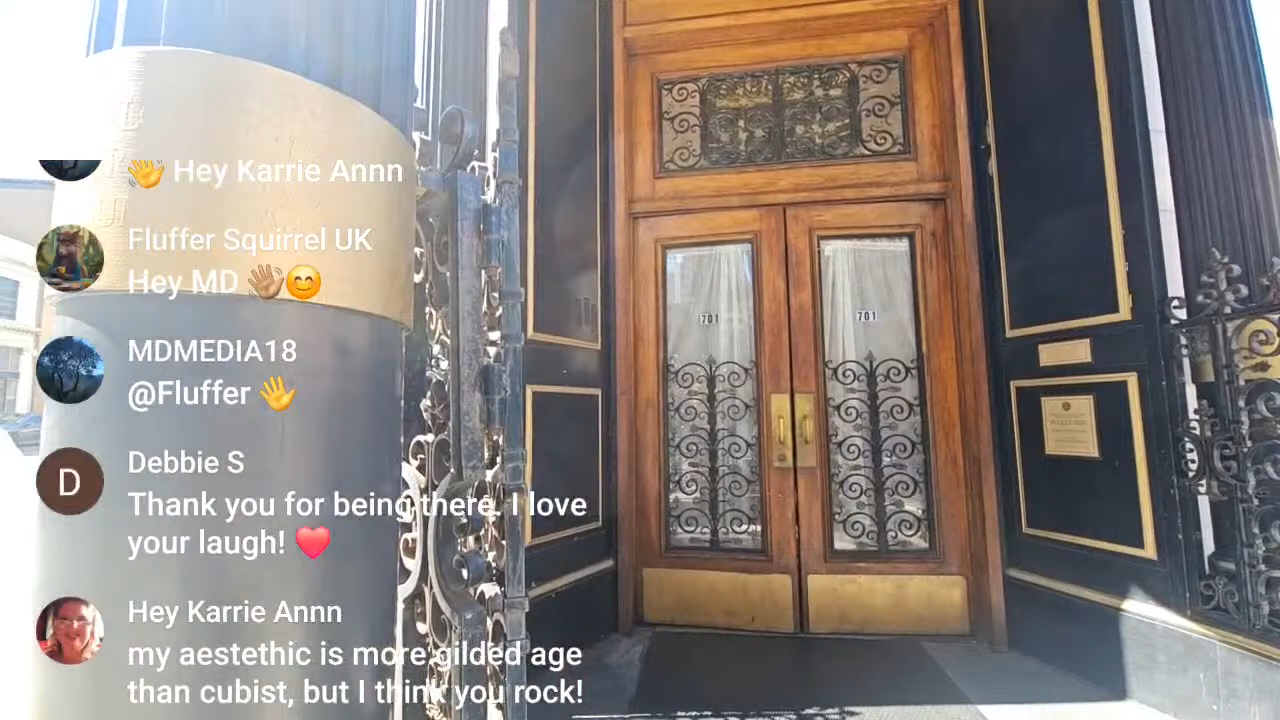 👋 Hey Karrie Annn
Fluffer Squirrel UK
Hey MD 👋🏽😊
MDMEDIA18
@Fluffer 👋
D
Debbie S
Thank you for being there. I love
your laugh! ❤️
Hey Karrie Annn
my aestethic is more gilded age
than cubist, but I think you rock!
701
701
WELCOME